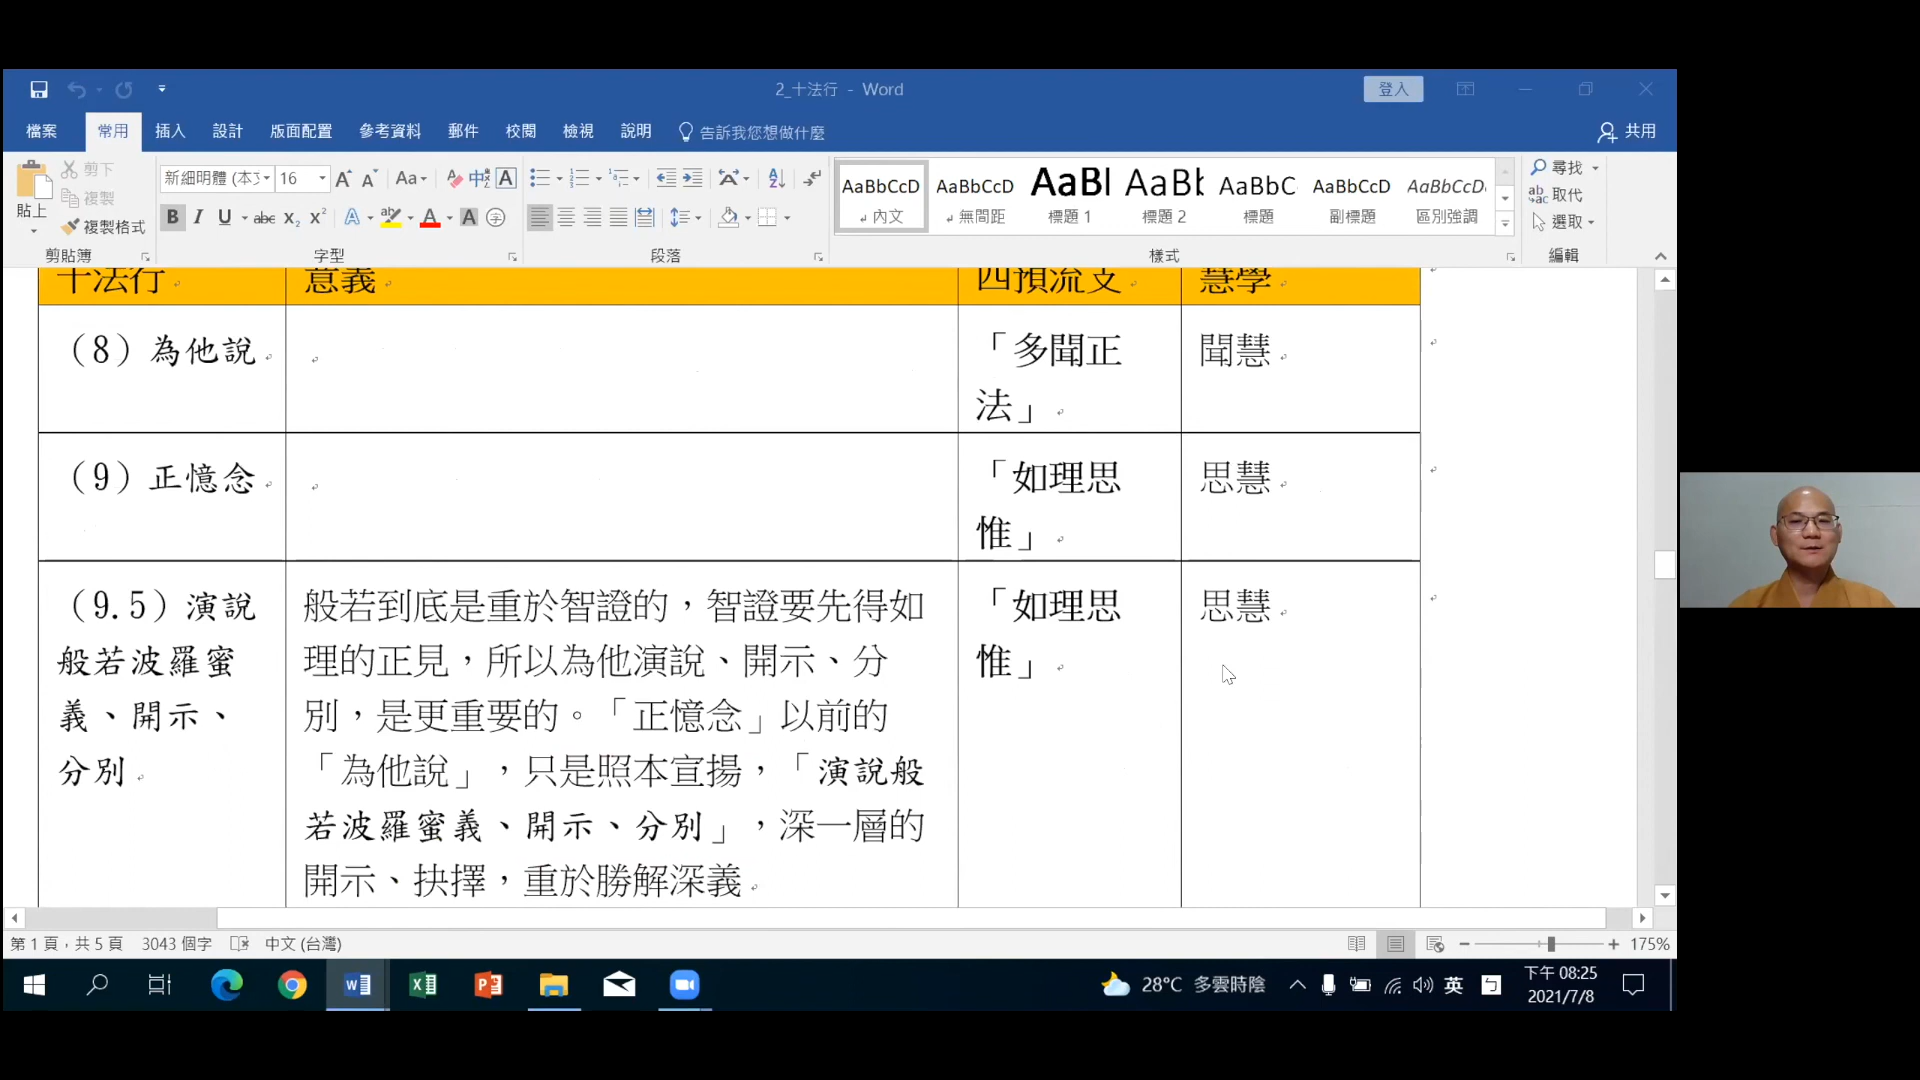 2_十法行 - Word
登入
檔案 常用 插入 設計 版面配置 參考資料 郵件 校閱 檢視 說明 告訴我您想做什麼 共用
貼上
剪下
複製
複製格式
剪貼簿
新細明體 (本文 16
字型
段落
AaBbCcD AaBbCcD AaBl AaBb AaBbC AaBbCcD AaBbCcD
內文 無間距 標題 1 標題 2 標題 副標題 區別強調
樣式
尋找
取代
選取
編輯
十法行 意義 四預流支 慧學
（8）為他說 「多聞正
法」 聞慧
（9）正憶念 「如理思
惟」 思慧
（9.5）演說
般若波羅蜜
義、開示、
分別
般若到底是重於智證的，智證要先得如
理的正見，所以為他演說、開示、分
別，是更重要的。「正憶念」以前的
「為他說」，只是照本宣揚，「演說般
若波羅蜜義、開示、分別」，深一層的
開示、抉擇，重於勝解深義
「如理思
惟」
思慧
第 1 頁，共 5 頁 3043 個字 中文 (台灣) 175%
28°C 多雲時陰 英 ㄅ 下午 08:25
2021/7/8